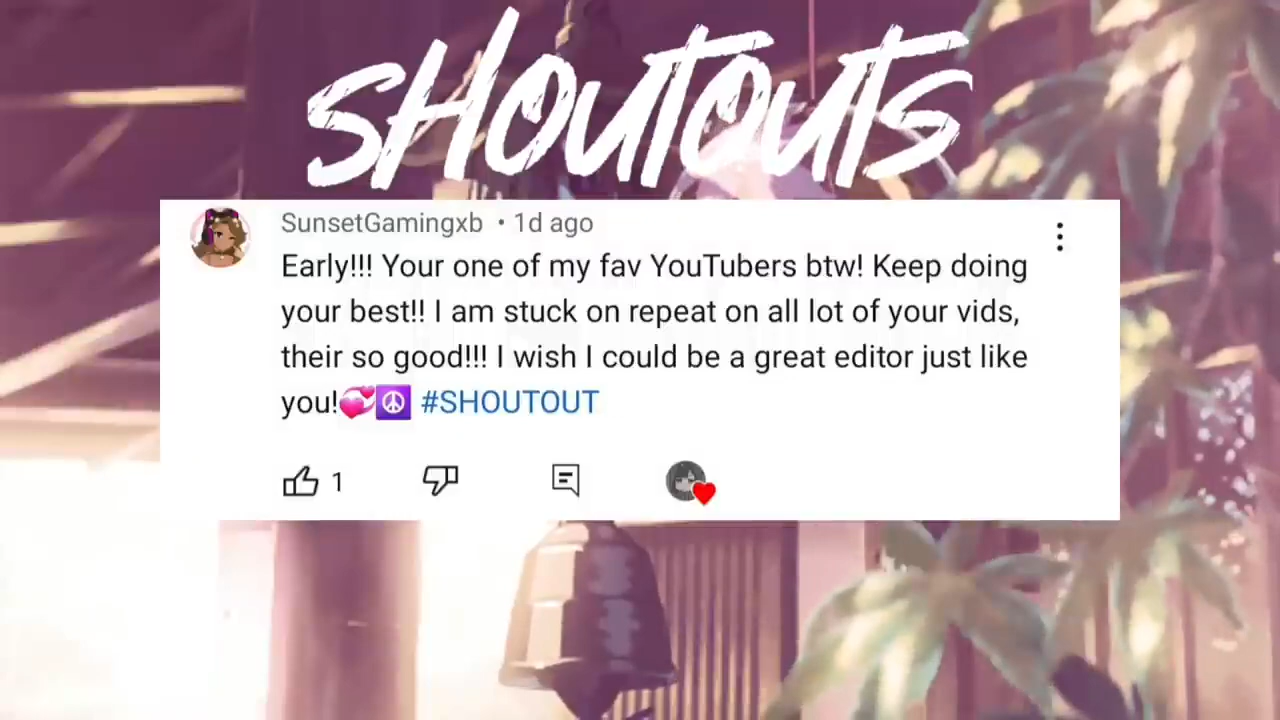 SHOUTOUTS
SunsetGamingxb • 1d ago
Early!!! Your one of my fav YouTubers btw! Keep doing
your best!! I am stuck on repeat on all lot of your vids,
their so good!!! I wish I could be a great editor just like
you!💞☮️ #SHOUTOUT
1